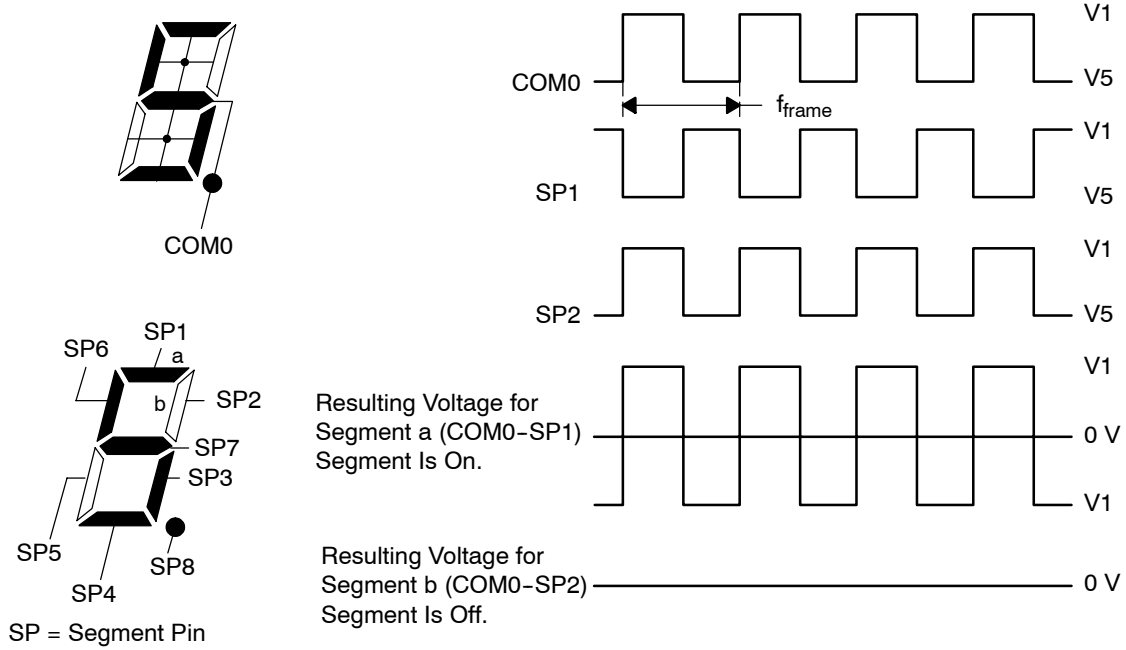 COM0
SP1
SP6
a
b
SP2
SP7
SP3
SP5
SP8
SP4
SP = Segment Pin
V1
COM0
V5
fframe
V1
SP1
V5
V1
SP2
V5
V1
Resulting Voltage for
Segment a (COM0-SP1)
Segment Is On.
0 V
V1
Resulting Voltage for
Segment b (COM0-SP2)
Segment Is Off.
0 V